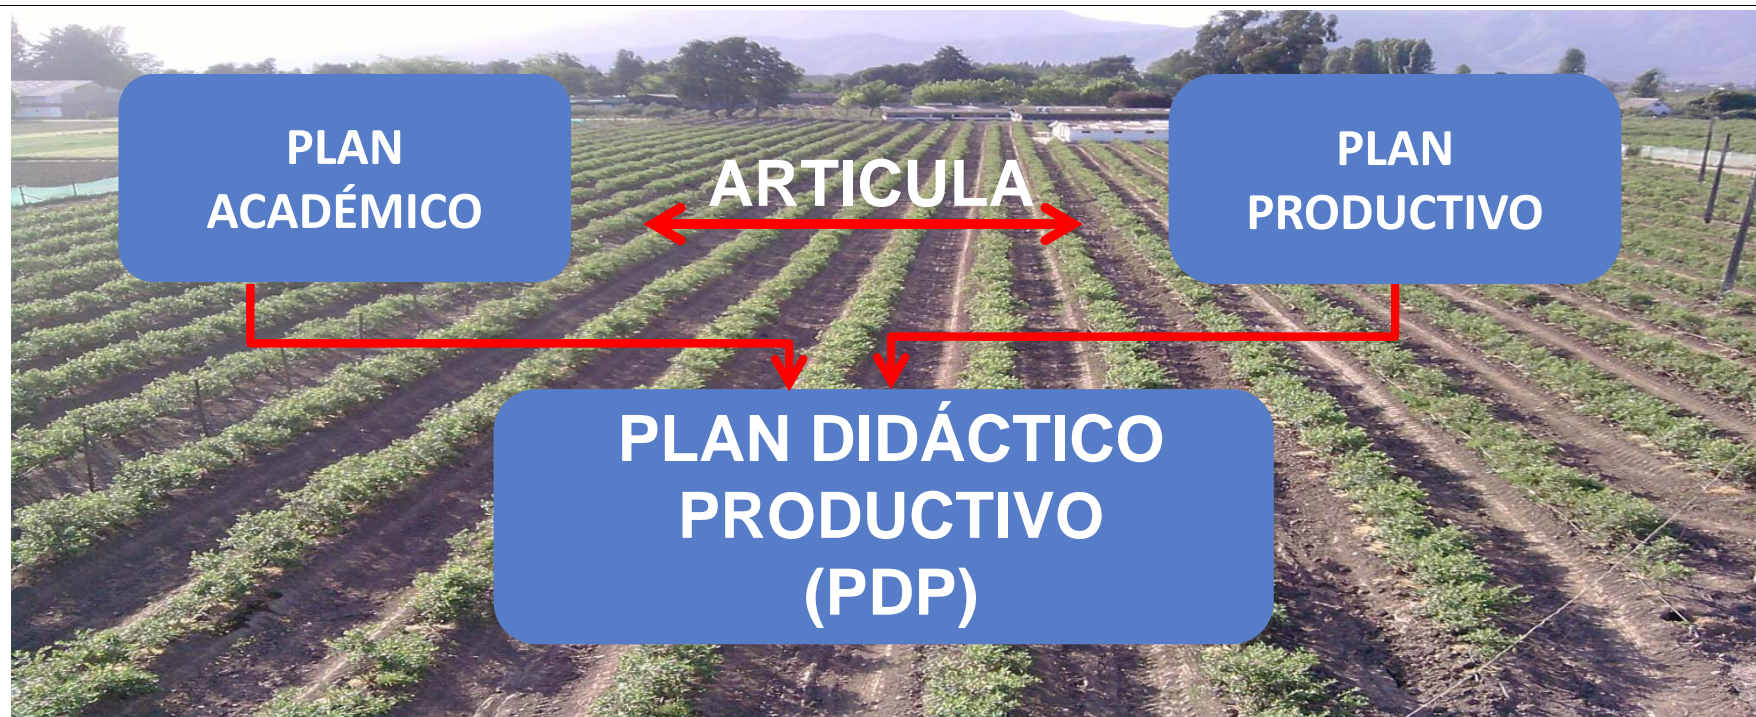 PLAN
ACADÉMICO
ARTICULA
PLAN
PRODUCTIVO
PLAN DIDÁCTICO
PRODUCTIVO
(PDP)